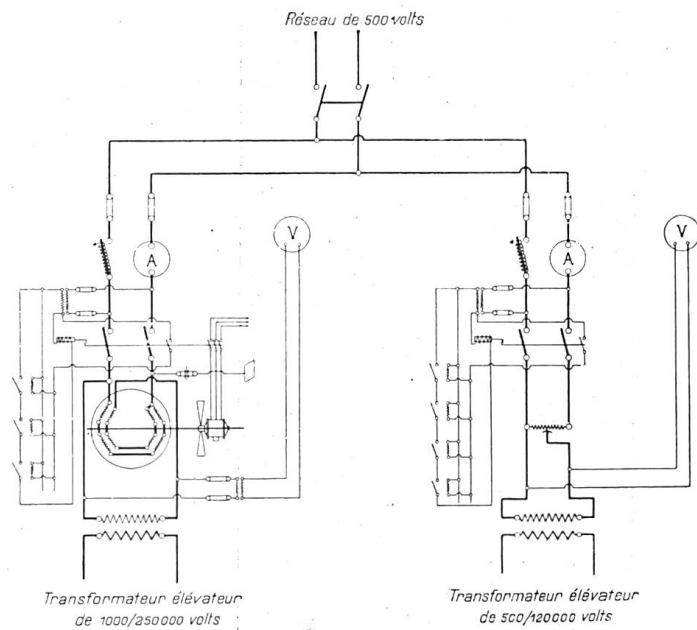 Réseau de 500 volts
V
V
A
A
Transformateur élévateur
de 1000/250000 volts
Transformateur élévateur
de 500/120000 volts